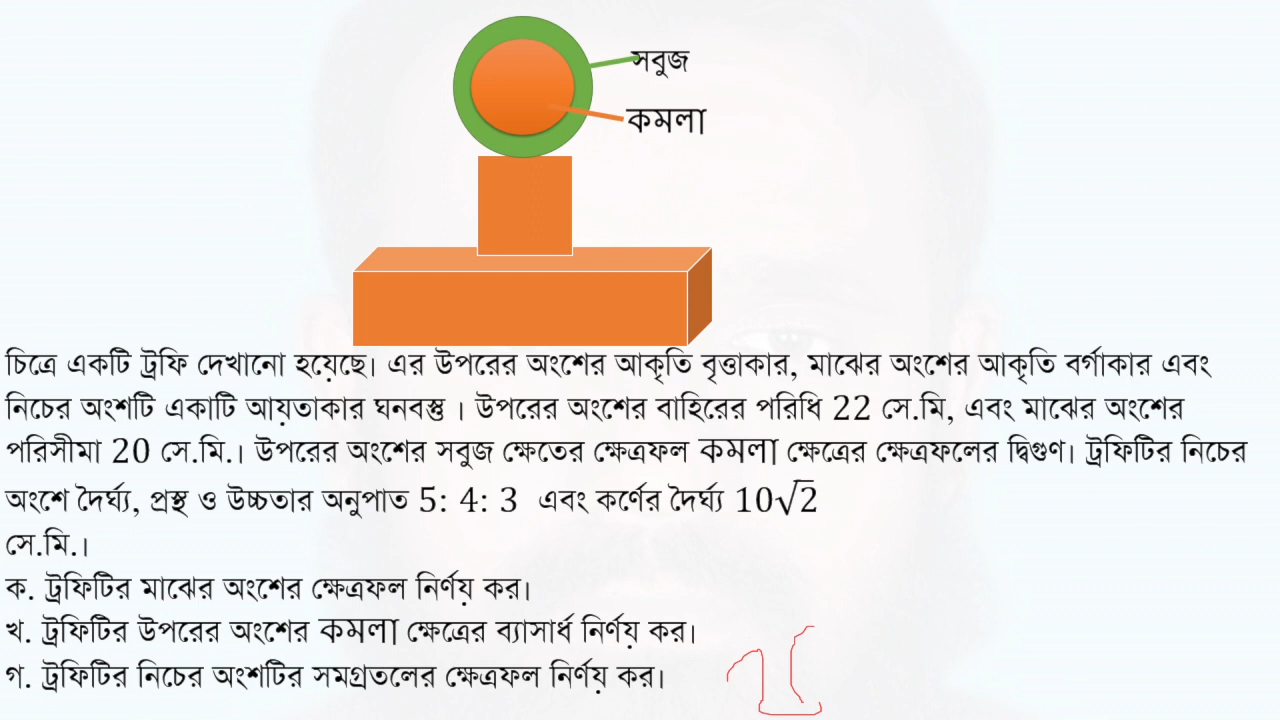 সবুজ
কমলা
চিত্রে একটি ট্রফি দেখানো হয়েছে। এর উপরের অংশের আকৃতি বৃত্তাকার, মাঝের অংশের আকৃতি বর্গাকার এবং
নিচের অংশটি একাটি আয়তাকার ঘনবস্তু । উপরের অংশের বাহিরের পরিধি 22 সে.মি, এবং মাঝের অংশের
পরিসীমা 20 সে.মি.। উপরের অংশের সবুজ ক্ষেতের ক্ষেত্রফল কমলা ক্ষেত্রের ক্ষেত্রফলের দ্বিগুণ। ট্রফিটির নিচের
অংশে দৈর্ঘ্য, প্রস্থ ও উচ্চতার অনুপাত 5: 4: 3 এবং কর্ণের দৈর্ঘ্য 10√2
সে.মি.।
ক. ট্রফিটির মাঝের অংশের ক্ষেত্রফল নির্ণয় কর।
খ. ট্রফিটির উপরের অংশের কমলা ক্ষেত্রের ব্যাসার্ধ নির্ণয় কর।
গ. ট্রফিটির নিচের অংশটির সমগ্রতলের ক্ষেত্রফল নির্ণয় কর।